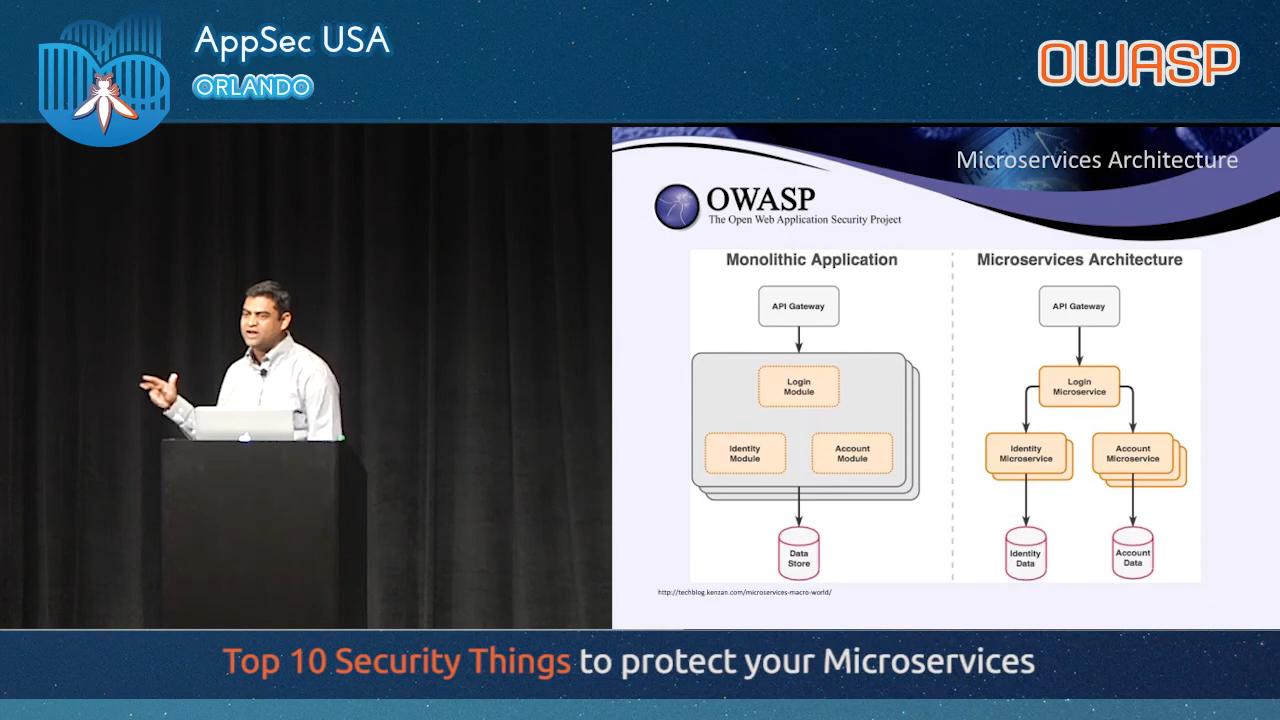 AppSec USA
ORLANDO
OWASP
Microservices Architecture
OWASP
The Open Web Application Security Project
Monolithic Application
API Gateway
Login
Module
Identity
Module
Account
Module
Data
Store
Microservices Architecture
API Gateway
Login
Microservice
Identity
Microservice
Account
Microservice
Identity
Data
Account
Data
http://techblog.kenzan.com/microservices-macro-world/
Top 10 Security Things to protect your Microservices